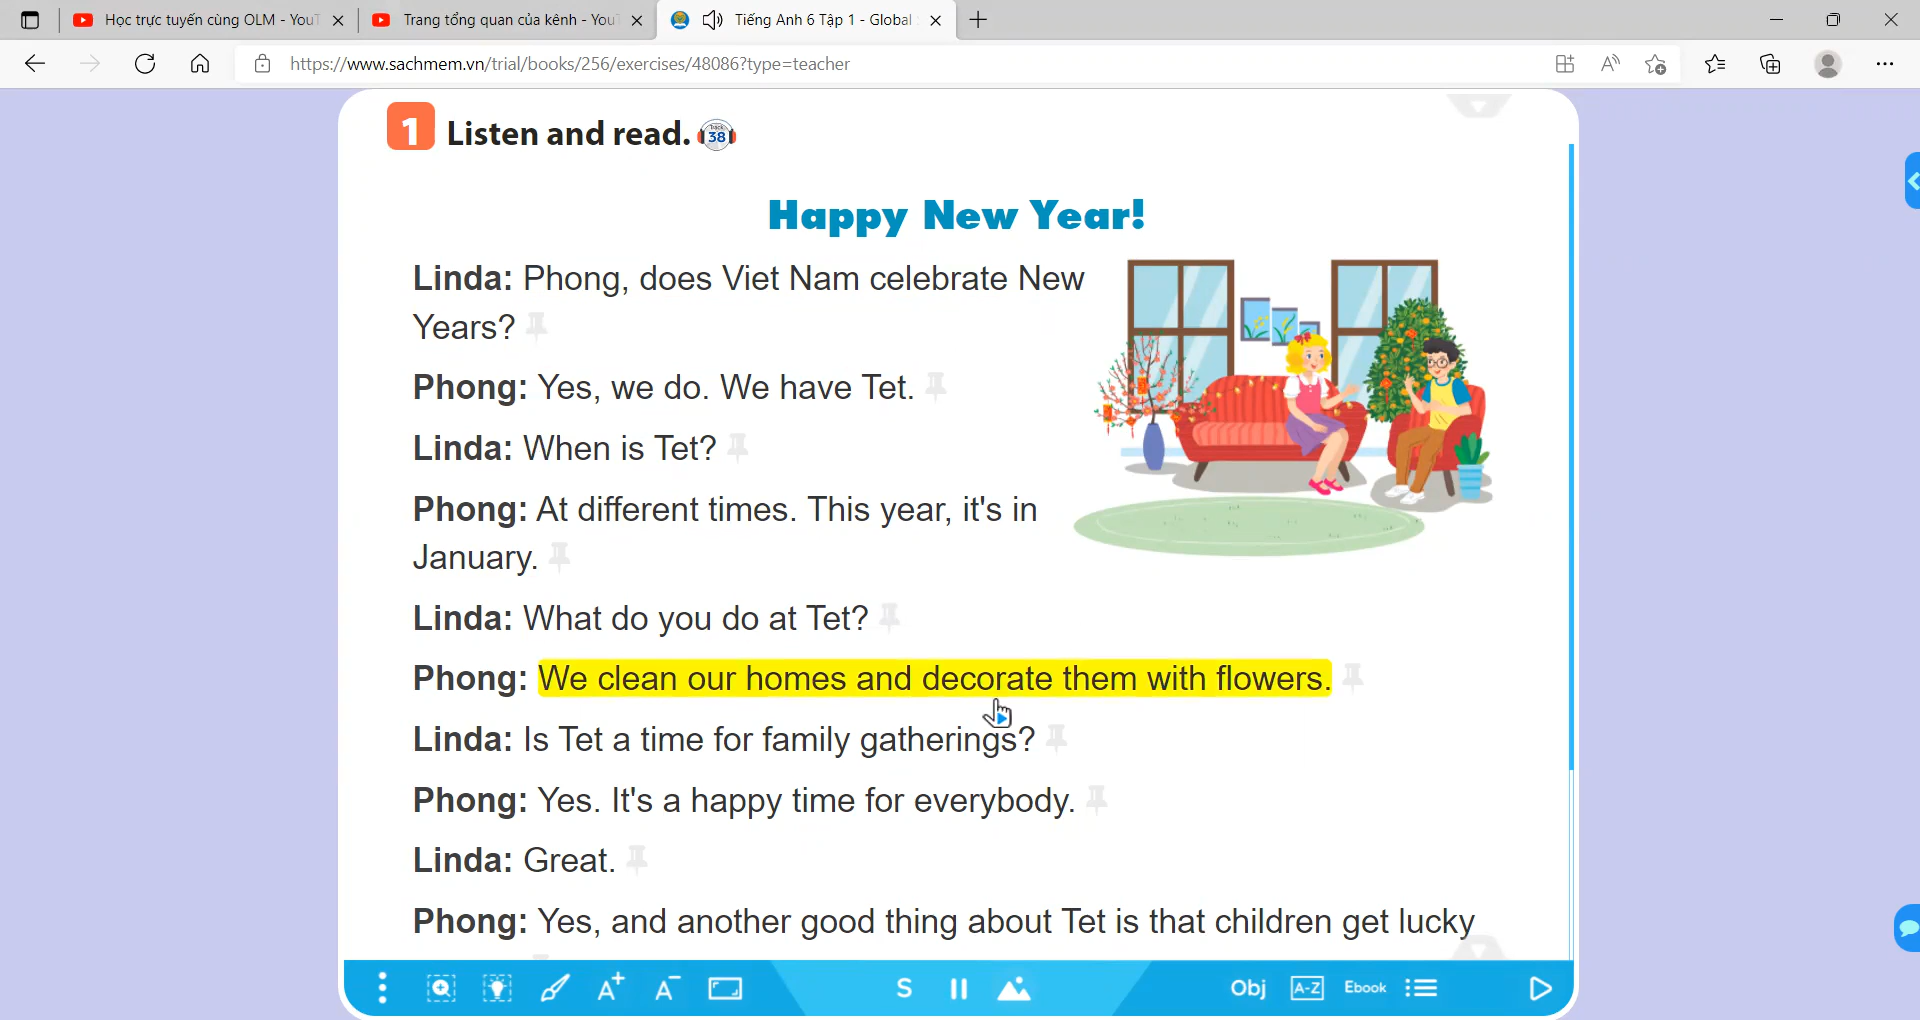 Học trực tuyến cùng OLM - YouT
Trang tổng quan của kênh - You
Tiếng Anh 6 Tập 1 - Global
https://www.sachmem.vn/trial/books/256/exercises/48086?type=teacher
1 Listen and read. Track 38
Happy New Year!
Linda: Phong, does Viet Nam celebrate New
Years?
Phong: Yes, we do. We have Tet.
Linda: When is Tet?
Phong: At different times. This year, it's in
January.
Linda: What do you do at Tet?
Phong: We clean our homes and decorate them with flowers.
Linda: Is Tet a time for family gatherings?
Phong: Yes. It's a happy time for everybody.
Linda: Great.
Phong: Yes, and another good thing about Tet is that children get lucky
A+ A- S Obj A-Z Ebook